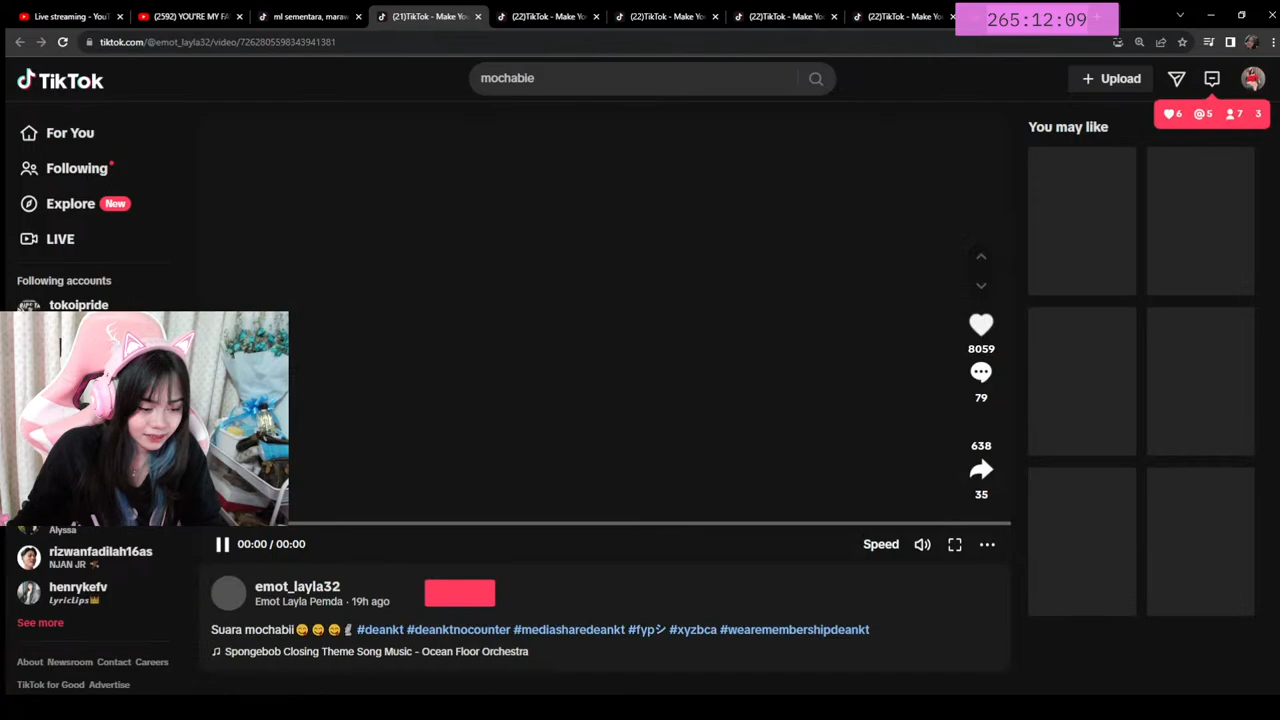 Live streaming - YouT
(2592) YOU'RE MY FA
ml sementara, maraw
(21)TikTok - Make You
(22)TikTok - Make You
(22)TikTok - Make You
(22)TikTok - Make You
(22)TikTok - Make You
265:12:09
tiktok.com/@emot_layla32/video/7262805598343941381
TikTok
mochabie
Upload
6
5
7
3
For You
Following
Explore
New
LIVE
Following accounts
tokoipride
You may like
8059
79
638
35
Alyssa
rizwanfadilah16as
NJAN JR
henrykefv
LyricLips
See more
00:00 / 00:00
Speed
emot_layla32
Emot Layla Pemda · 19h ago
Suara mochabii😋😋😋✌ #deankt #deanktnocounter #mediasharedeankt #fypシ #xyzbca #wearemembershipdeankt
♫ Spongebob Closing Theme Song Music - Ocean Floor Orchestra
About Newsroom Contact Careers
TikTok for Good Advertise